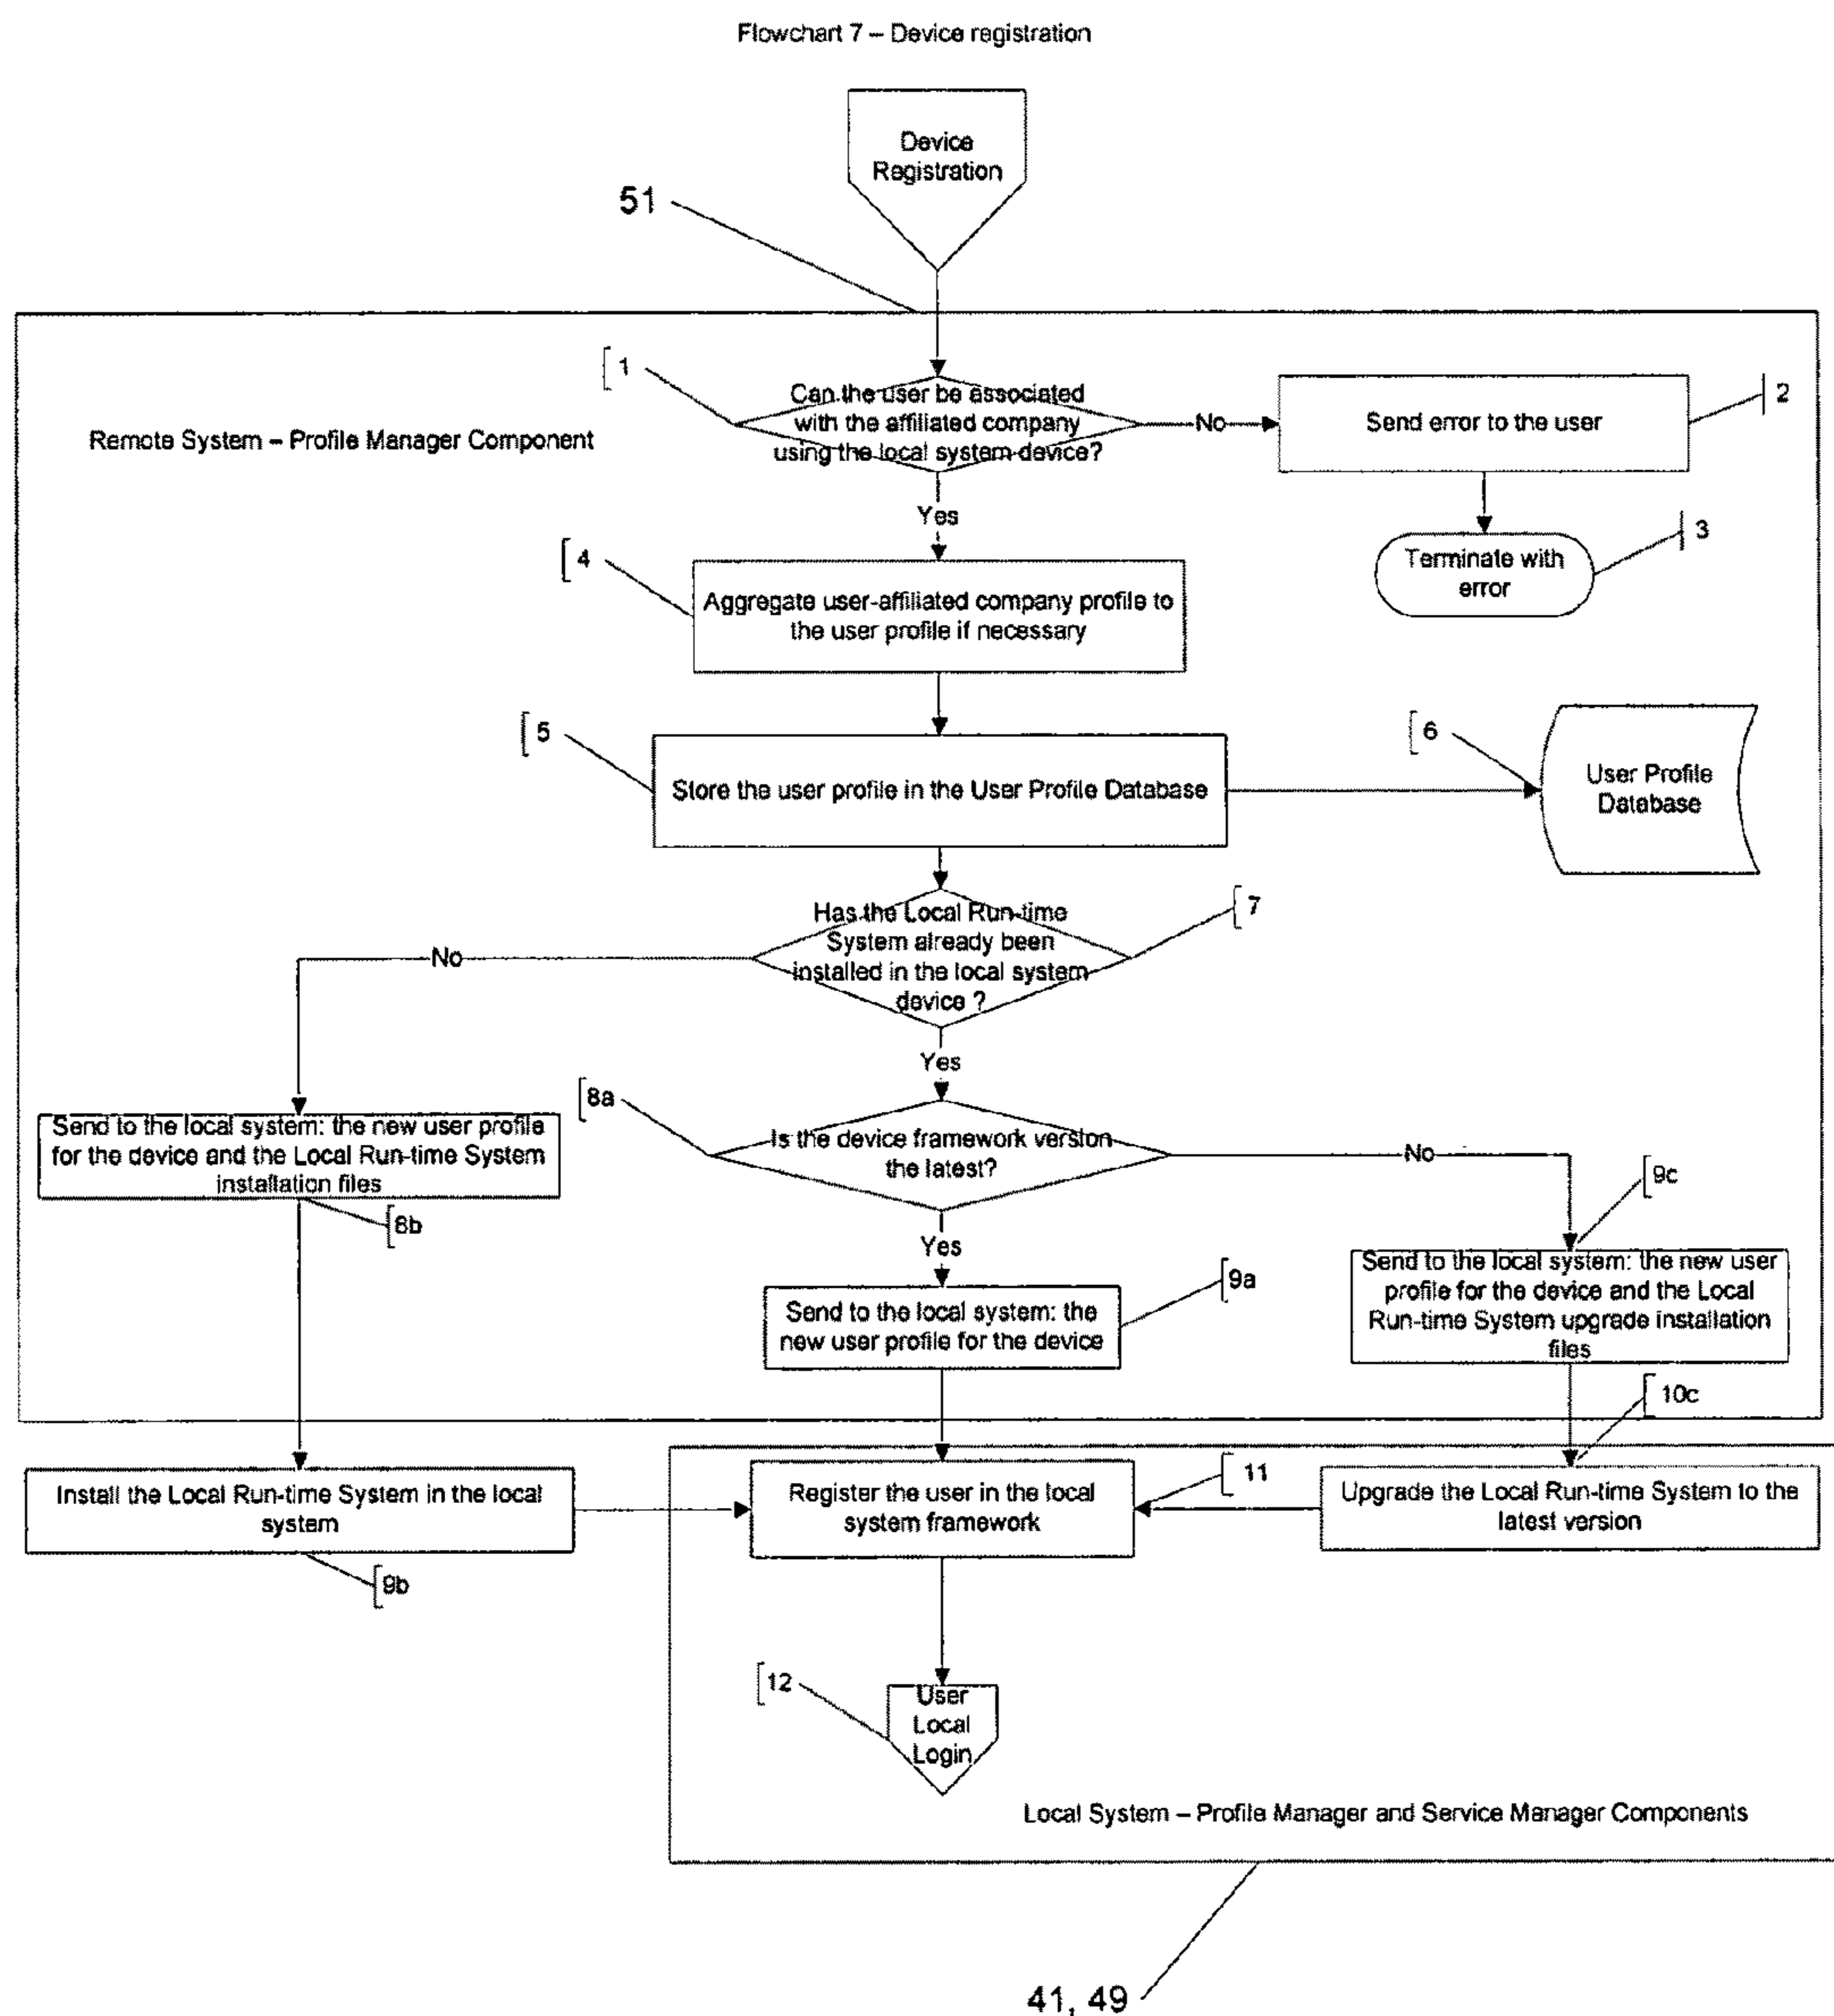 Flowchart 7 – Device registration
Device
Registration
51
1
Can the user be associated
with the affiliated company
using the local system device?
No
Send error to the user
2
Remote System – Profile Manager Component
Yes
3
Terminate with
error
4
Aggregate user-affiliated company profile to
the user profile if necessary
5
Store the user profile in the User Profile Database
6
User Profile
Database
7
Has the Local Run-time
System already been
installed in the local system
device ?
No
Yes
8a
Is the device framework version
the latest?
No
Send to the local system: the new user profile
for the device and the Local Run-time System
installation files
8b
Yes
9c
9a
Send to the local system: the
new user profile for the device
Send to the local system: the new user
profile for the device and the Local
Run-time System upgrade installation
files
10c
Install the Local Run-time System in the local
system
9b
Register the user in the local
system framework
11
Upgrade the Local Run-time System to the
latest version
12
User
Local
Login
Local System – Profile Manager and Service Manager Components
41, 49